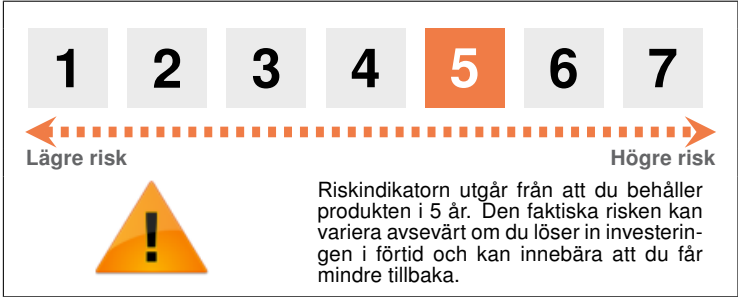 1 2 3 4 5 6 7
Lägre risk Högre risk
Riskindikatorn utgår från att du behåller
produkten i 5 år. Den faktiska risken kan
variera avsevärt om du löser in investerin-
gen i förtid och kan innebära att du får
mindre tillbaka.